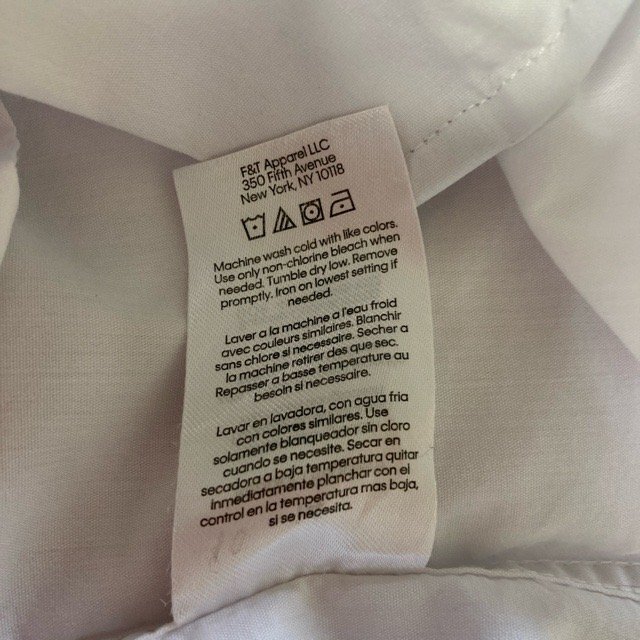 F&T Apparel LLC
350 Fifth Avenue
New York, NY 10118
Machine wash cold with like colors.
Use only non-chlorine bleach when
needed. Tumble dry low. Remove
promptly. Iron on lowest setting if
needed.
Laver a la machine a l'eau froid
avec couleurs similaires. Blanchir
sans chlore si necessaire. Secher a
la machine retirer des que sec.
Repasser a basse temperature au
besoin si necessaire.
Lavar en lavadora, con agua fria
con colores similares. Use
solamente blanqueador sin cloro
cuando se necesite. Secar en
secadora a baja temperatura quitar
inmediatamente planchar con el
control en la temperatura mas baja,
si se necesita.